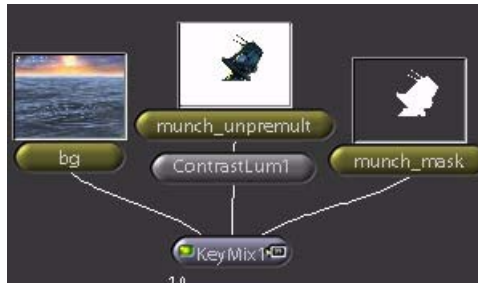 munch_unpremult
bg
ContrastLum1
munch_mask
KeyMix1